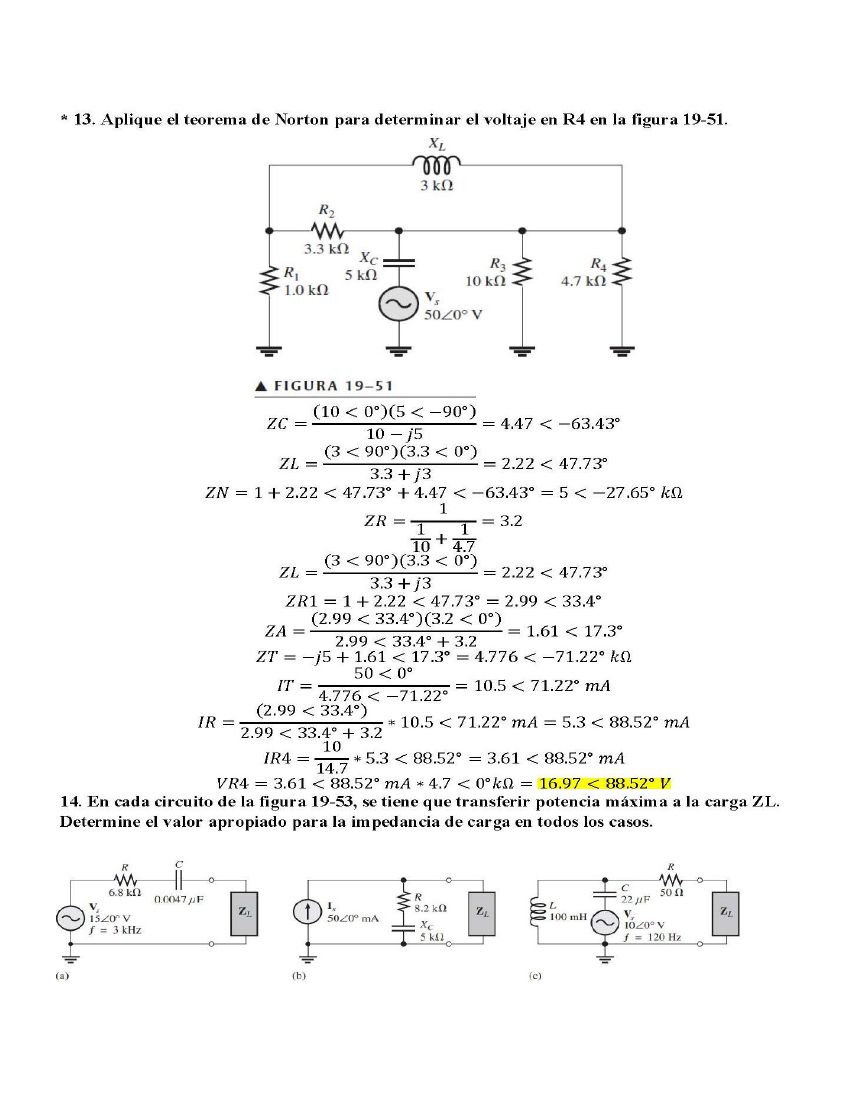 * 13. Aplique el teorema de Norton para determinar el voltaje en R4 en la figura 19-51.
X_L
3 kΩ
R_2
3.3 kΩ
X_C
5 kΩ
R_1
1.0 kΩ
R_3
10 kΩ
R_4
4.7 kΩ
V_s
50∠0° V
▲ FIGURA 19–51
ZC = (10 < 0°)(5 < −90°) / 10 − j5 = 4.47 < −63.43°
ZL = (3 < 90°)(3.3 < 0°) / 3.3 + j3 = 2.22 < 47.73°
ZN = 1 + 2.22 < 47.73° + 4.47 < −63.43° = 5 < −27.65° kΩ
ZR = 1 / (1/10 + 1/4.7) = 3.2
ZL = (3 < 90°)(3.3 < 0°) / 3.3 + j3 = 2.22 < 47.73°
ZR1 = 1 + 2.22 < 47.73° = 2.99 < 33.4°
ZA = (2.99 < 33.4°)(3.2 < 0°) / 2.99 < 33.4° + 3.2 = 1.61 < 17.3°
ZT = −j5 + 1.61 < 17.3° = 4.776 < −71.22° kΩ
IT = 50 < 0° / 4.776 < −71.22° = 10.5 < 71.22° mA
IR = (2.99 < 33.4°) / 2.99 < 33.4° + 3.2 * 10.5 < 71.22° mA = 5.3 < 88.52° mA
IR4 = 10 / 14.7 * 5.3 < 88.52° = 3.61 < 88.52° mA
VR4 = 3.61 < 88.52° mA * 4.7 < 0°kΩ = 16.97 < 88.52° V
14. En cada circuito de la figura 19-53, se tiene que transferir potencia máxima a la carga ZL.
Determine el valor apropiado para la impedancia de carga en todos los casos.
R
6.8 kΩ
C
0.0047 µF
V_s
15∠0° V
f = 3 kHz
Z_L
(a)
I_s
50∠0° mA
R
8.2 kΩ
X_C
5 kΩ
Z_L
(b)
L
100 mH
C
22 µF
V_s
10∠0° V
f = 120 Hz
R
50 Ω
Z_L
(c)